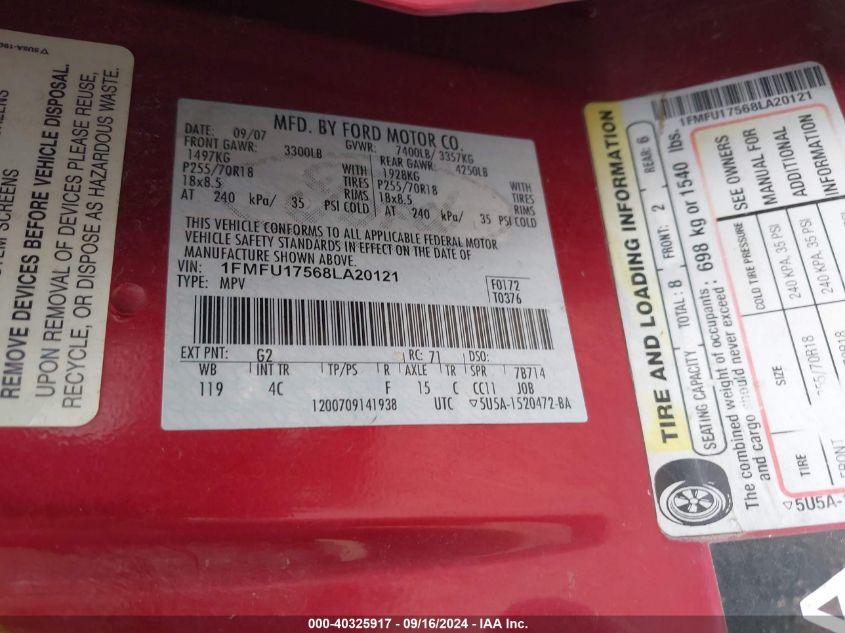 5U5A-19G
REMOVE DEVICES BEFORE VEHICLE DISPOSAL.
UPON REMOVAL OF DEVICES PLEASE REUSE,
RECYCLE, OR DISPOSE AS HAZARDOUS WASTE.
MFD. BY FORD MOTOR CO.
DATE: 09/07 GVWR: 7400LB/ 3357KG
FRONT GAWR: 3300LB REAR GAWR: 4250LB
1497KG WITH 1928KG WITH
P255/70R18 TIRES P255/70R18 TIRES
18x8.5 RIMS 18x8.5 RIMS
AT 240 kPa/ 35 PSI COLD AT 240 kPa/ 35 PSI COLD
THIS VEHICLE CONFORMS TO ALL APPLICABLE FEDERAL MOTOR
VEHICLE SAFETY STANDARDS IN EFFECT ON THE DATE OF
MANUFACTURE SHOWN ABOVE.
VIN: 1FMFU17568LA20121
TYPE: MPV
F0172
T0376
EXT PNT: G2 RC: 71 DSO:
WB INT TR TP/PS R AXLE TR SPR 7B714
119 4C F 15 C CC11 JOB
1200709141938 UTC 5U5A-1520472-BA
1FMFU17568LA20121
TIRE AND LOADING INFORMATION
SEATING CAPACITY TOTAL: 8 FRONT: 2 REAR: 6
The combined weight of occupants : 698 kg or 1540 lbs.
and cargo should never exceed :
TIRE SIZE COLD TIRE PRESSURE SEE OWNERS
MANUAL FOR
ADDITIONAL
FRONT 240 KPA, 35 PSI
240 KPA, 35 PSI
5U5A-
000-40325917 - 09/16/2024 - IAA Inc.